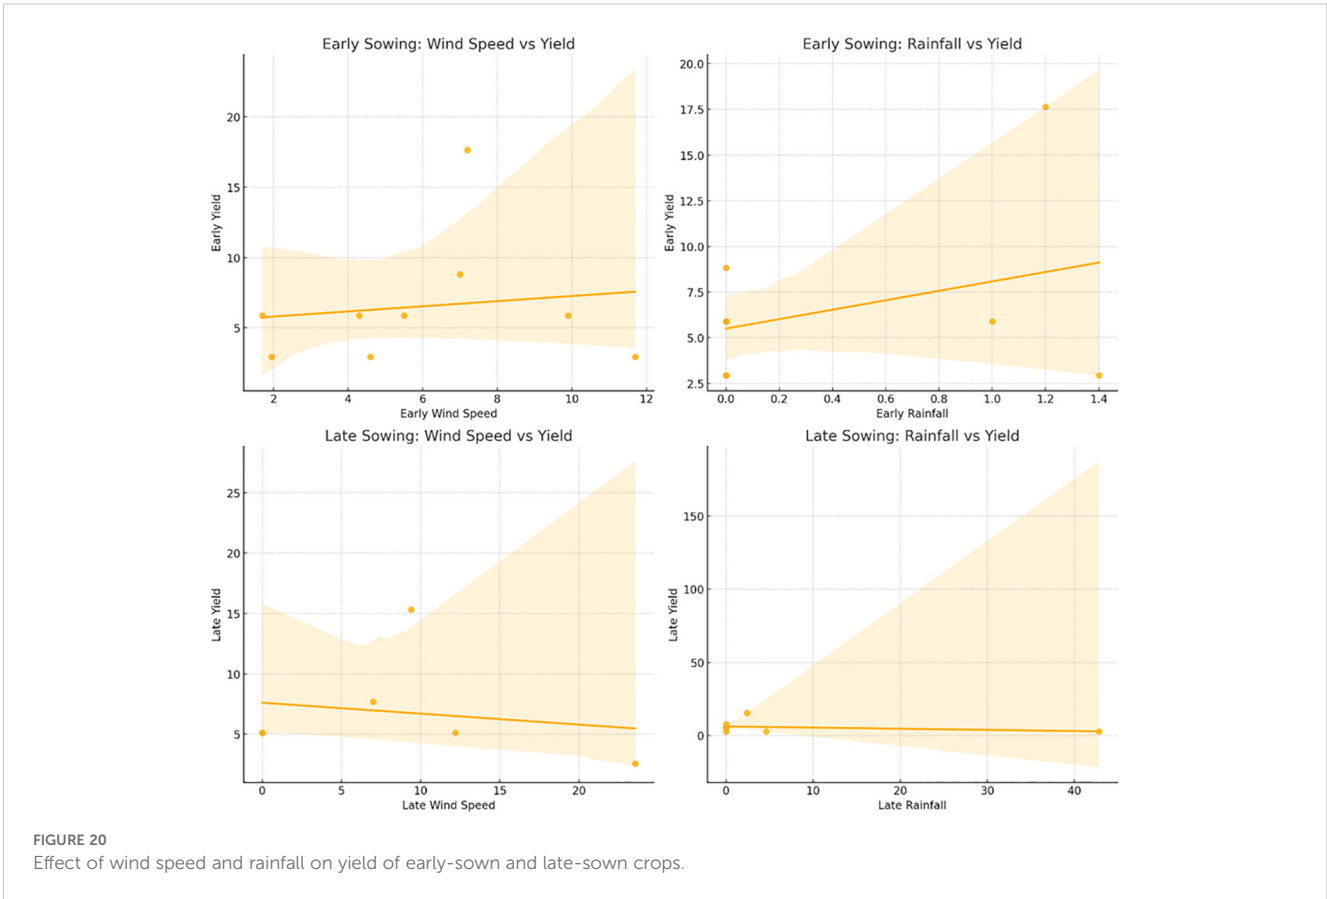 Early Sowing: Wind Speed vs Yield
20
15
10
5
Early Yield
2 4 6 8 10 12
Early Wind Speed
Early Sowing: Rainfall vs Yield
20.0
17.5
15.0
12.5
10.0
7.5
5.0
2.5
Early Yield
0.0 0.2 0.4 0.6 0.8 1.0 1.2 1.4
Early Rainfall
Late Sowing: Wind Speed vs Yield
25
20
15
10
5
Late Yield
0 5 10 15 20
Late Wind Speed
Late Sowing: Rainfall vs Yield
150
100
50
0
Late Yield
0 10 20 30 40
Late Rainfall
FIGURE 20
Effect of wind speed and rainfall on yield of early-sown and late-sown crops.